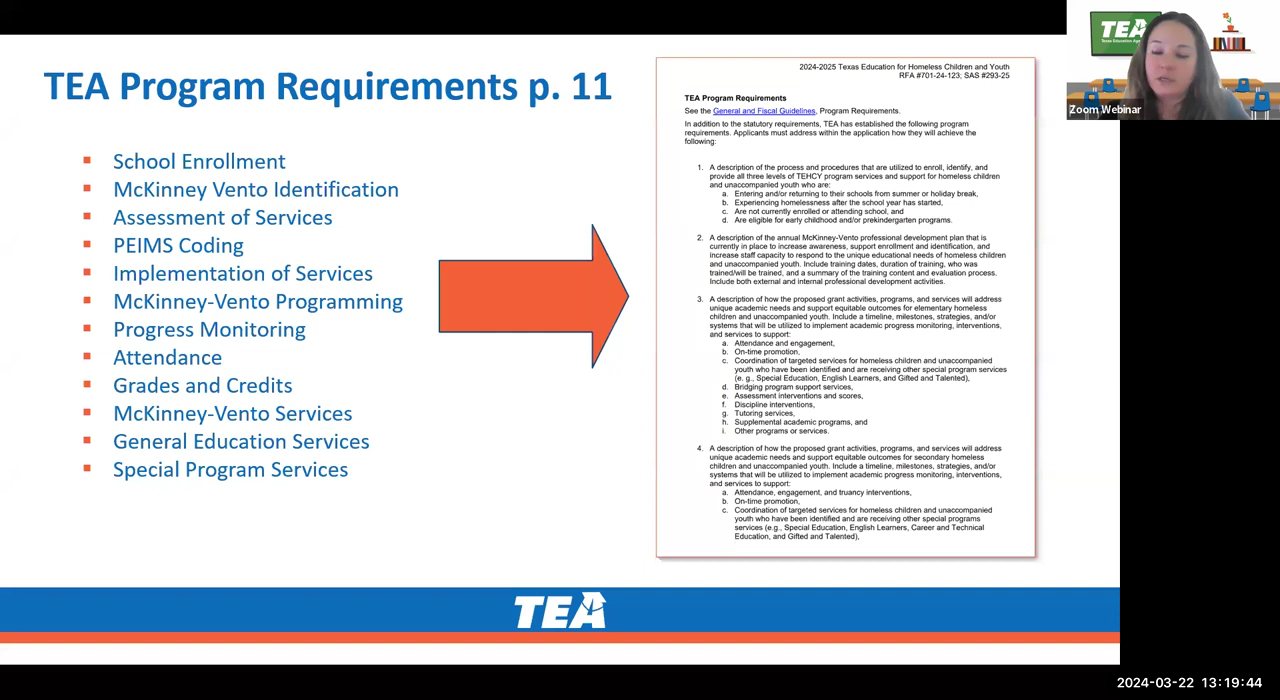 TEA Program Requirements p. 11
School Enrollment
McKinney Vento Identification
Assessment of Services
PEIMS Coding
Implementation of Services
McKinney-Vento Programming
Progress Monitoring
Attendance
Grades and Credits
McKinney-Vento Services
General Education Services
Special Program Services
2024-2025 Texas Education for Homeless Children and Youth
RFA #701-24-123; SAS #293-25
TEA Program Requirements
See the General and Fiscal Guidelines, Program Requirements.
In addition to the statutory requirements, TEA has established the following program
requirements. Applicants must address within the application how they will achieve the
following:
1. A description of the process and procedures that are utilized to enroll, identify, and
provide all three levels of TEHCY program services and support for homeless children
and unaccompanied youth who are:
a. Entering and/or returning to their schools from summer or holiday break,
b. Experiencing homelessness after the school year has started,
c. Are not currently enrolled or attending school, and
d. Are eligible for early childhood and/or prekindergarten programs.
2. A description of the annual McKinney-Vento professional development plan that is
currently in place to increase awareness, support enrollment and identification, and
increase staff capacity to respond to the unique educational needs of homeless children
and unaccompanied youth. Include training dates, duration of training, who was
trained/will be trained, and a summary of the training content and evaluation process.
Include both external and internal professional development activities.
3. A description of how the proposed grant activities, programs, and services will address
unique academic needs and support equitable outcomes for elementary homeless
children and unaccompanied youth. Include a timeline, milestones, strategies, and/or
systems that will be utilized to implement academic progress monitoring, interventions,
and services to support:
a. Attendance and engagement,
b. On-time promotion,
c. Coordination of targeted services for homeless children and unaccompanied
youth who have been identified and are receiving other special program services
(e. g., Special Education, English Learners, and Gifted and Talented),
d. Bridging program support services,
e. Assessment interventions and scores,
f. Discipline interventions,
g. Tutoring services,
h. Supplemental academic programs, and
i. Other programs or services.
4. A description of how the proposed grant activities, programs, and services will address
unique academic needs and support equitable outcomes for secondary homeless
children and unaccompanied youth. Include a timeline, milestones, strategies, and/or
systems that will be utilized to implement academic progress monitoring, interventions,
and services to support:
a. Attendance, engagement, and truancy interventions,
b. On-time promotion,
c. Coordination of targeted services for homeless children and unaccompanied
youth who have been identified and are receiving other special programs
services (e.g., Special Education, English Learners, Career and Technical
Education, and Gifted and Talented),
TEA
TEA
Texas Education
Zoom Webinar
2024-03-22 13:19:44